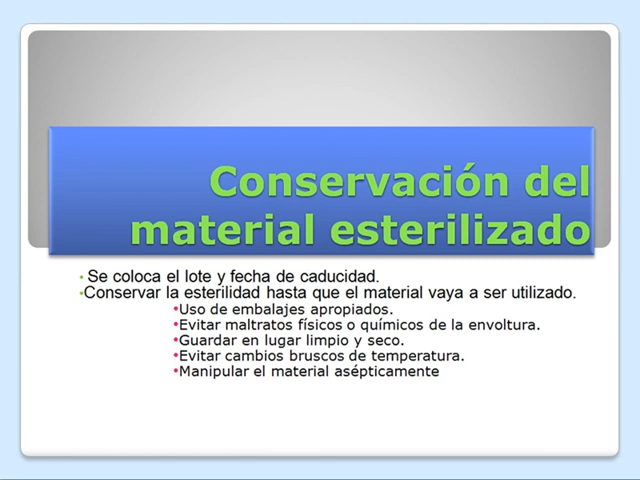 Conservación del
material esterilizado
• Se coloca el lote y fecha de caducidad.
•Conservar la esterilidad hasta que el material vaya a ser utilizado.
•Uso de embalajes apropiados.
•Evitar maltratos físicos o químicos de la envoltura.
•Guardar en lugar limpio y seco.
•Evitar cambios bruscos de temperatura.
•Manipular el material asépticamente